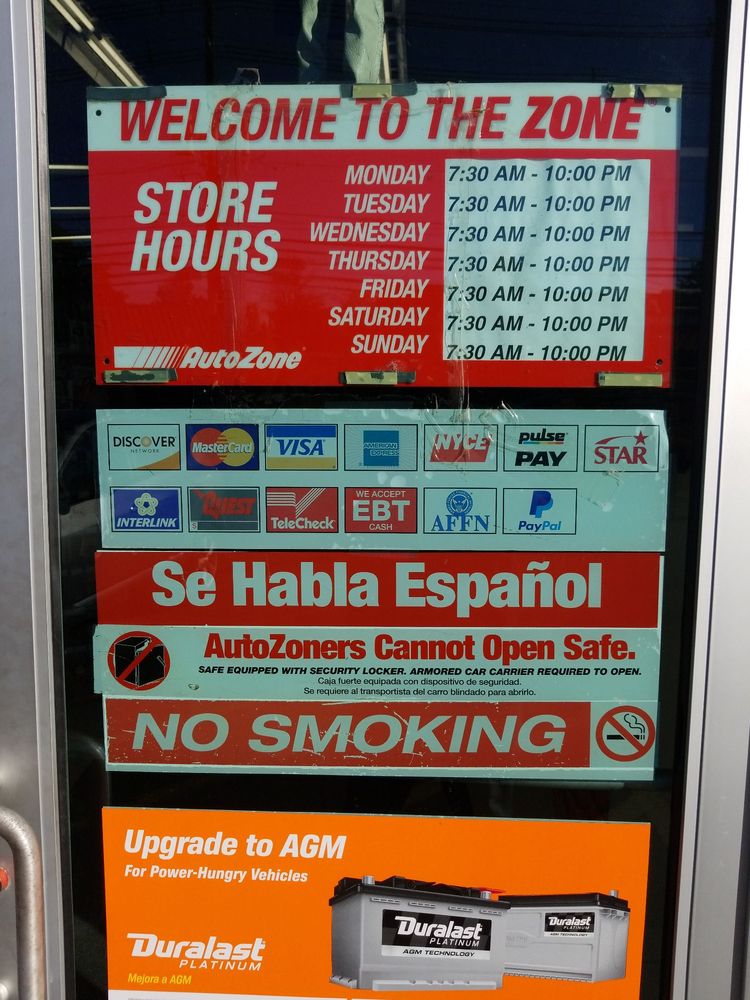 WELCOME TO THE ZONE®
STORE HOURS
MONDAY 7:30 AM - 10:00 PM
TUESDAY 7:30 AM - 10:00 PM
WEDNESDAY 7:30 AM - 10:00 PM
THURSDAY 7:30 AM - 10:00 PM
FRIDAY 7:30 AM - 10:00 PM
SATURDAY 7:30 AM - 10:00 PM
SUNDAY 7:30 AM - 10:00 PM
AutoZone
DISCOVER NETWORK
MasterCard
VISA
AMERICAN EXPRESS
NYCE
pulse PAY
STAR
INTERLINK
Quest
TeleCheck
WE ACCEPT EBT CASH
AFFN
PayPal
Se Habla Español
AutoZoners Cannot Open Safe.
SAFE EQUIPPED WITH SECURITY LOCKER. ARMORED CAR CARRIER REQUIRED TO OPEN.
Caja fuerte equipada con dispositivo de seguridad.
Se requiere al transportista del carro blindado para abrirlo.
NO SMOKING
Upgrade to AGM
For Power-Hungry Vehicles
Duralast
PLATINUM
Mejora a AGM
Duralast
PLATINUM
AGM TECHNOLOGY
Duralast
PLATINUM
AGM TECHNOLOGY